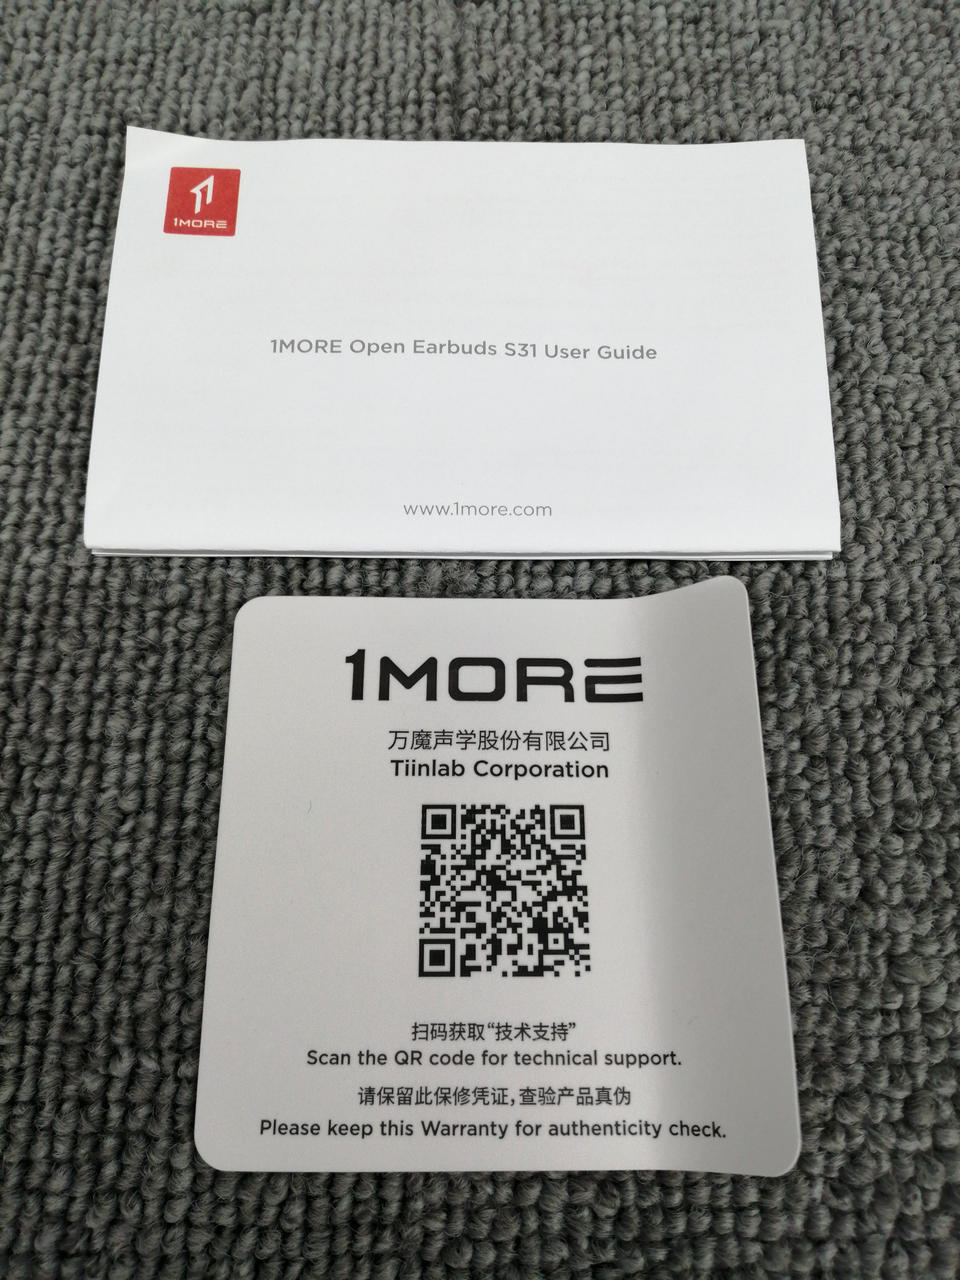 1MORE
1MORE Open Earbuds S31 User Guide
www.1more.com
1MORE
万魔声学股份有限公司
Tiinlab Corporation
扫码获取“技术支持”
Scan the QR code for technical support.
请保留此保修凭证,查验产品真伪
Please keep this Warranty for authenticity check.